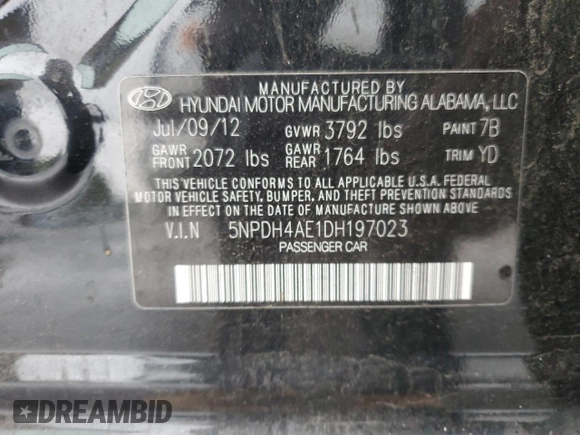 MANUFACTURED BY
HYUNDAI MOTOR MANUFACTURING ALABAMA, LLC
Jul/09/12 GVWR 3792 lbs PAINT 7B
GAWR FRONT 2072 lbs GAWR REAR 1764 lbs TRIM YD
THIS VEHICLE CONFORMS TO ALL APPLICABLE U.S.A. FEDERAL
MOTOR VEHICLE SAFETY, BUMPER, AND THEFT PREVENTION STANDARDS
IN EFFECT ON THE DATE OF MANUFACTURE SHOWN ABOVE
V.I.N 5NPDH4AE1DH197023
PASSENGER CAR
DREAMBID